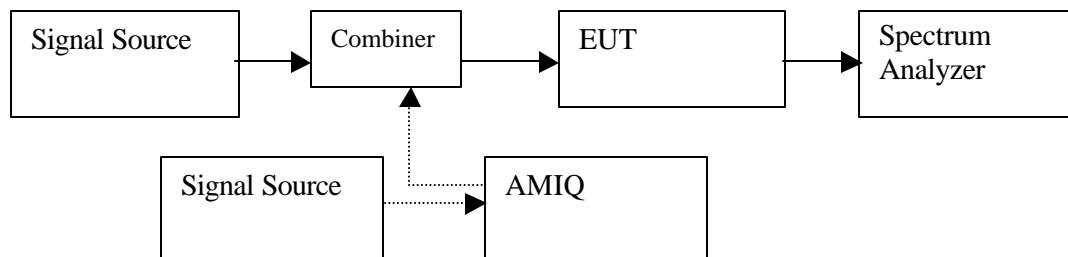 Signal Source
Combiner
EUT
Spectrum
Analyzer
Signal Source
AMIQ